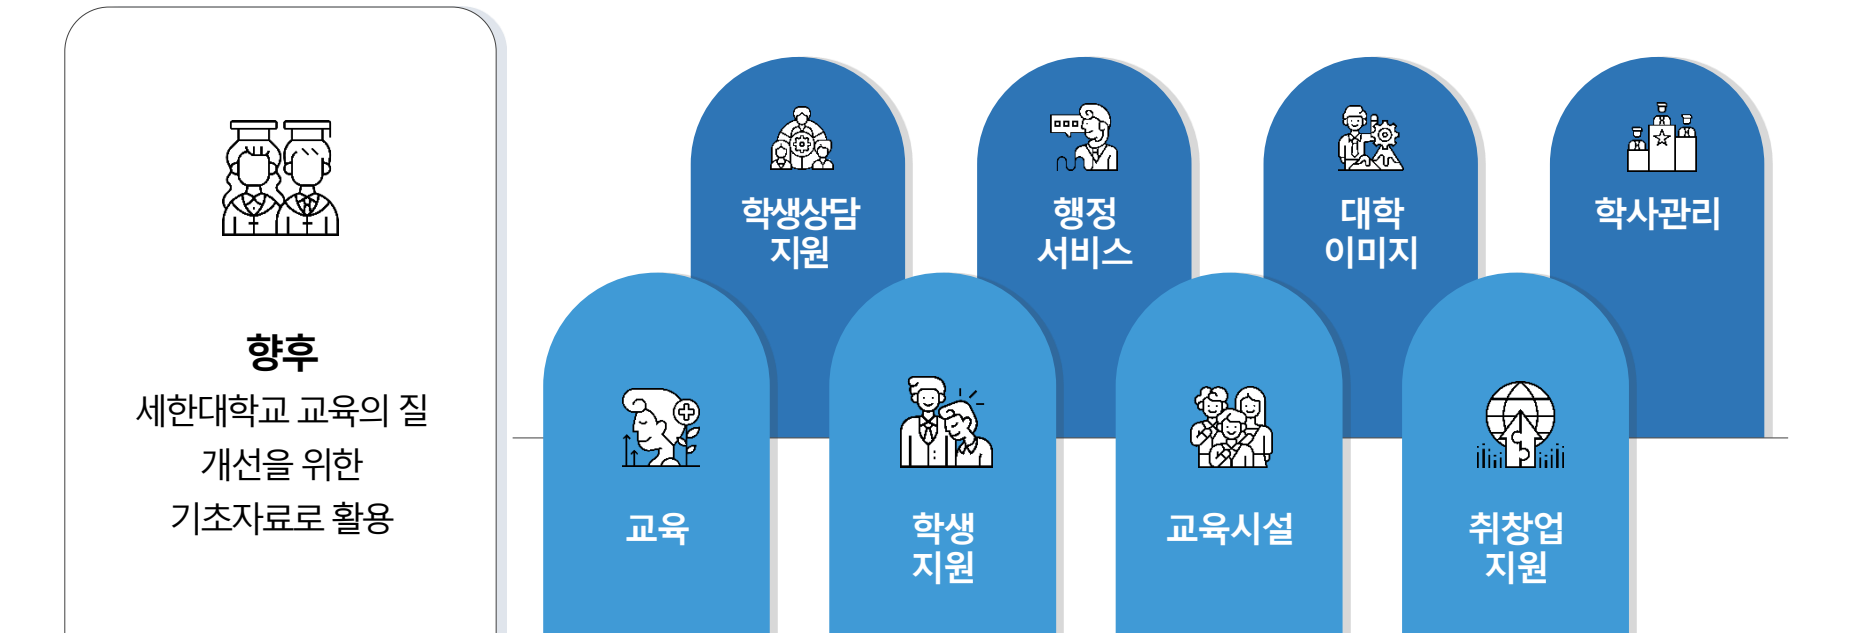 향후
세한대학교 교육의 질
개선을 위한
기초자료로 활용
학생상담
지원
행정
서비스
대학
이미지
학사관리
교육
학생
지원
교육시설
취창업
지원